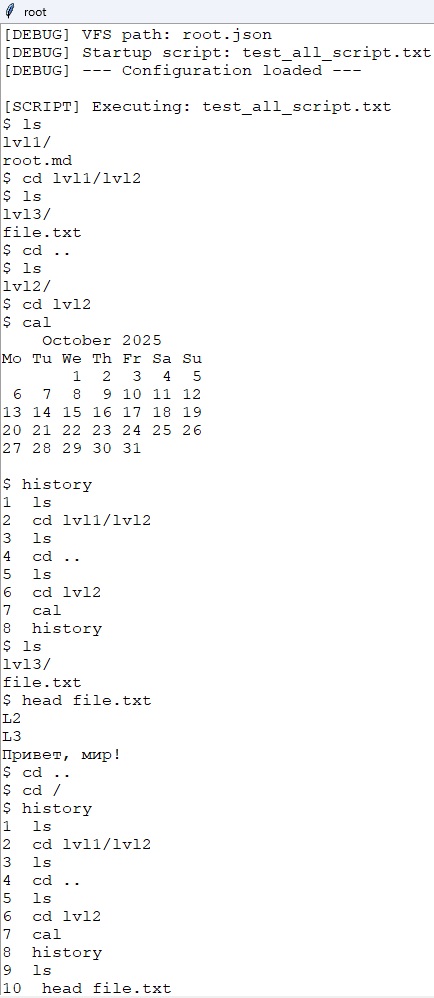 root
[DEBUG] VFS path: root.json
[DEBUG] Startup script: test_all_script.txt
[DEBUG] --- Configuration loaded ---
[SCRIPT] Executing: test_all_script.txt
$ ls
lvl1/
root.md
$ cd lvl1/lvl2
$ ls
lvl3/
file.txt
$ cd ..
$ ls
lvl2/
$ cd lvl2
$ cal
    October 2025
Mo Tu We Th Fr Sa Su
       1  2  3  4  5
 6  7  8  9 10 11 12
13 14 15 16 17 18 19
20 21 22 23 24 25 26
27 28 29 30 31
$ history
1  ls
2  cd lvl1/lvl2
3  ls
4  cd ..
5  ls
6  cd lvl2
7  cal
8  history
$ ls
lvl3/
file.txt
$ head file.txt
L2
L3
Привет, мир!
$ cd ..
$ cd /
$ history
1  ls
2  cd lvl1/lvl2
3  ls
4  cd ..
5  ls
6  cd lvl2
7  cal
8  history
9  ls
10  head file.txt